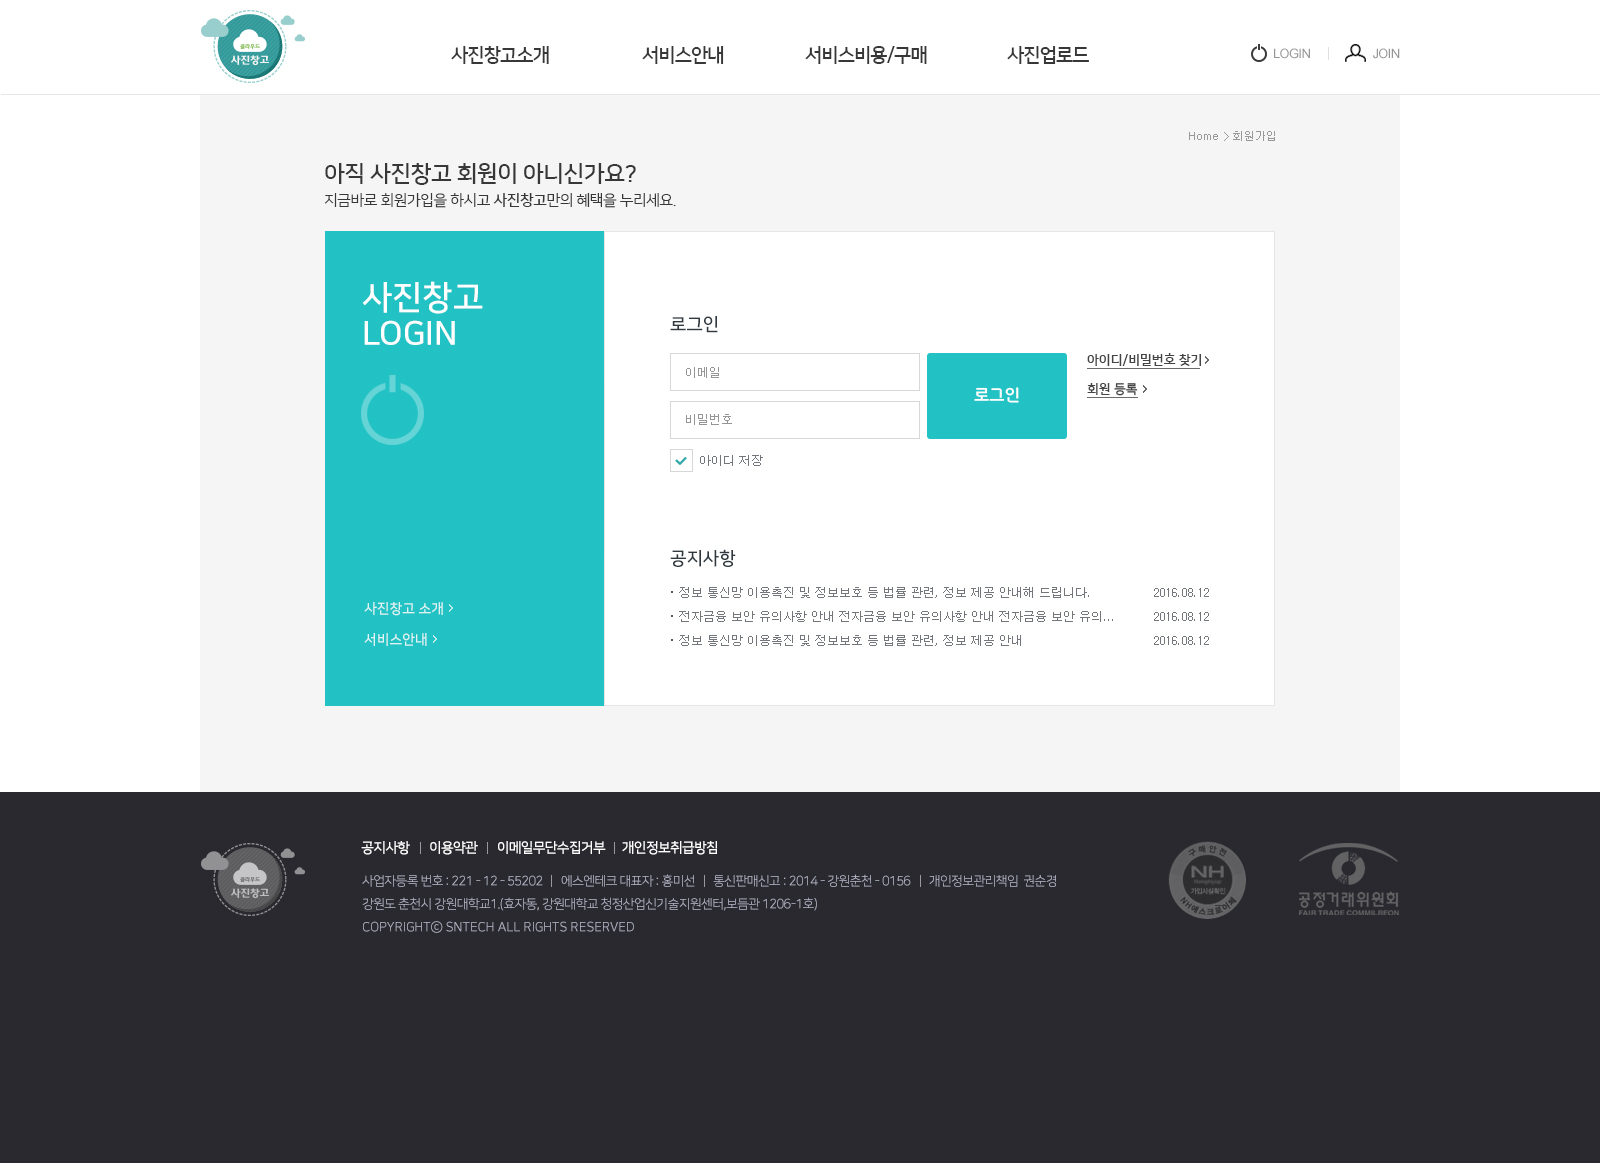 클라우드
사진창고
사진창고소개
서비스안내
서비스비용/구매
사진업로드
LOGIN
JOIN
Home > 회원가입
아직 사진창고 회원이 아니신가요?
지금바로 회원가입을 하시고 사진창고만의 혜택을 누리세요.
사진창고
LOGIN
로그인
이메일
비밀번호
로그인
아이디/비밀번호 찾기
회원 등록
아이디 저장
공지사항
· 정보 통신망 이용촉진 및 정보보호 등 법률 관련, 정보 제공 안내해 드립니다. 2016.08.12
· 전자금융 보안 유의사항 안내 전자금융 보안 유의사항 안내 전자금융 보안 유의... 2016.08.12
· 정보 통신망 이용촉진 및 정보보호 등 법률 관련, 정보 제공 안내 2016.08.12
사진창고 소개
서비스안내
클라우드
사진창고
공지사항 | 이용약관 | 이메일무단수집거부 | 개인정보취급방침
사업자등록 번호 : 221 - 12 - 55202 | 에스엔테크 대표자 : 홍미선 | 통신판매신고 : 2014 - 강원춘천 - 0156 | 개인정보관리책임 권순경
강원도 춘천시 강원대학교1.(효자동, 강원대학교 청정산업신기술지원센터,보듬관 1206-1호)
COPYRIGHTⓒ SNTECH ALL RIGHTS RESERVED
구매안전
NH
NongHyup
가입사실확인
NH에스크로이체
공정거래위원회
FAIR TRADE COMMILREON